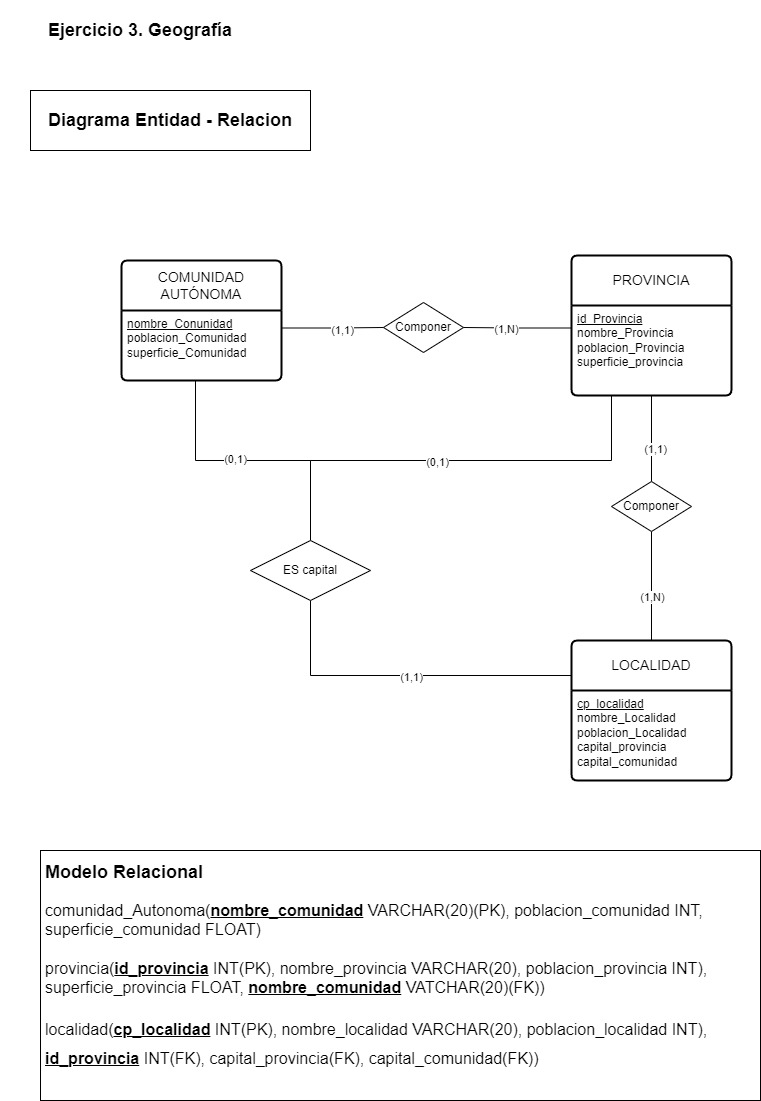 Ejercicio 3. Geografía
Diagrama Entidad - Relacion
COMUNIDAD
AUTÓNOMA
nombre_Conunidad
poblacion_Comunidad
superficie_Comunidad
(1,1)
Componer
(1,N)
PROVINCIA
id_Provincia
nombre_Provincia
poblacion_Provincia
superficie_provincia
(0,1)
(0,1)
(1,1)
Componer
(1,N)
ES capital
(1,1)
LOCALIDAD
cp_localidad
nombre_Localidad
poblacion_Localidad
capital_provincia
capital_comunidad
Modelo Relacional
comunidad_Autonoma(nombre_comunidad VARCHAR(20)(PK), poblacion_comunidad INT,
superficie_comunidad FLOAT)
provincia(id_provincia INT(PK), nombre_provincia VARCHAR(20), poblacion_provincia INT),
superficie_provincia FLOAT, nombre_comunidad VATCHAR(20)(FK))
localidad(cp_localidad INT(PK), nombre_localidad VARCHAR(20), poblacion_localidad INT),
id_provincia INT(FK), capital_provincia(FK), capital_comunidad(FK))